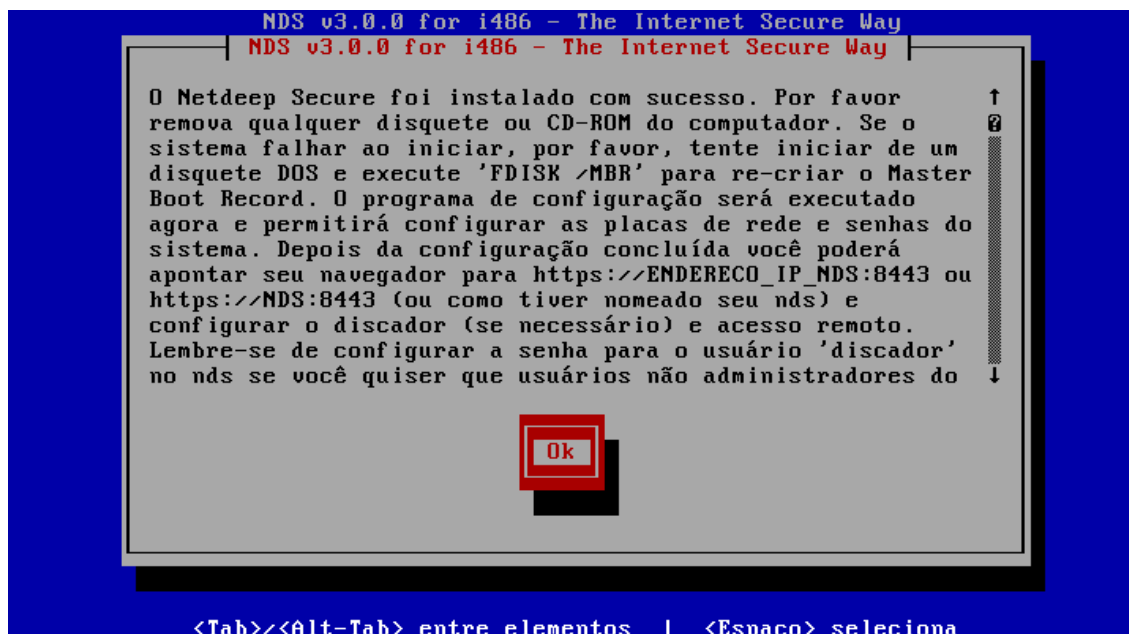 NDS v3.0.0 for i486 - The Internet Secure Way
NDS v3.0.0 for i486 - The Internet Secure Way
O Netdeep Secure foi instalado com sucesso. Por favor
remova qualquer disquete ou CD-ROM do computador. Se o
sistema falhar ao iniciar, por favor, tente iniciar de um
disquete DOS e execute 'FDISK /MBR' para re-criar o Master
Boot Record. O programa de configuração será executado
agora e permitirá configurar as placas de rede e senhas do
sistema. Depois da configuração concluída você poderá
apontar seu navegador para https://ENDERECO_IP_NDS:8443 ou
https://NDS:8443 (ou como tiver nomeado seu nds) e
configurar o discador (se necessário) e acesso remoto.
Lembre-se de configurar a senha para o usuário 'discador'
no nds se você quiser que usuários não administradores do
Ok
<Tab>/<Alt-Tab> entre elementos | <Espaco> seleciona